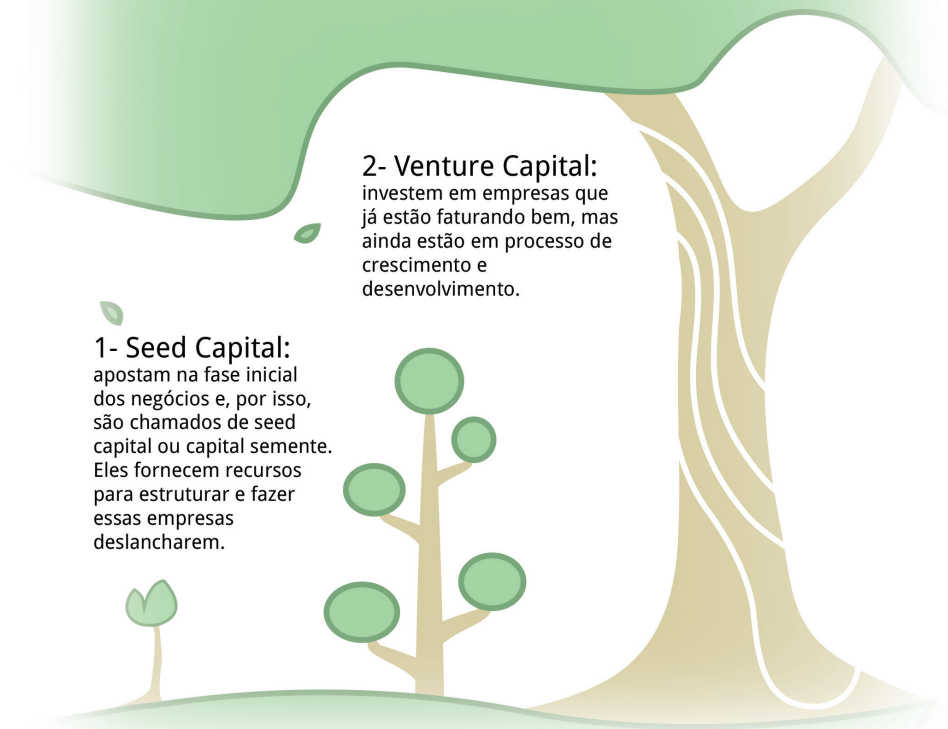 2- Venture Capital:
investem em empresas que
já estão faturando bem, mas
ainda estão em processo de
crescimento e
desenvolvimento.
1- Seed Capital:
apostam na fase inicial
dos negócios e, por isso,
são chamados de seed
capital ou capital semente.
Eles fornecem recursos
para estruturar e fazer
essas empresas
deslancharem.